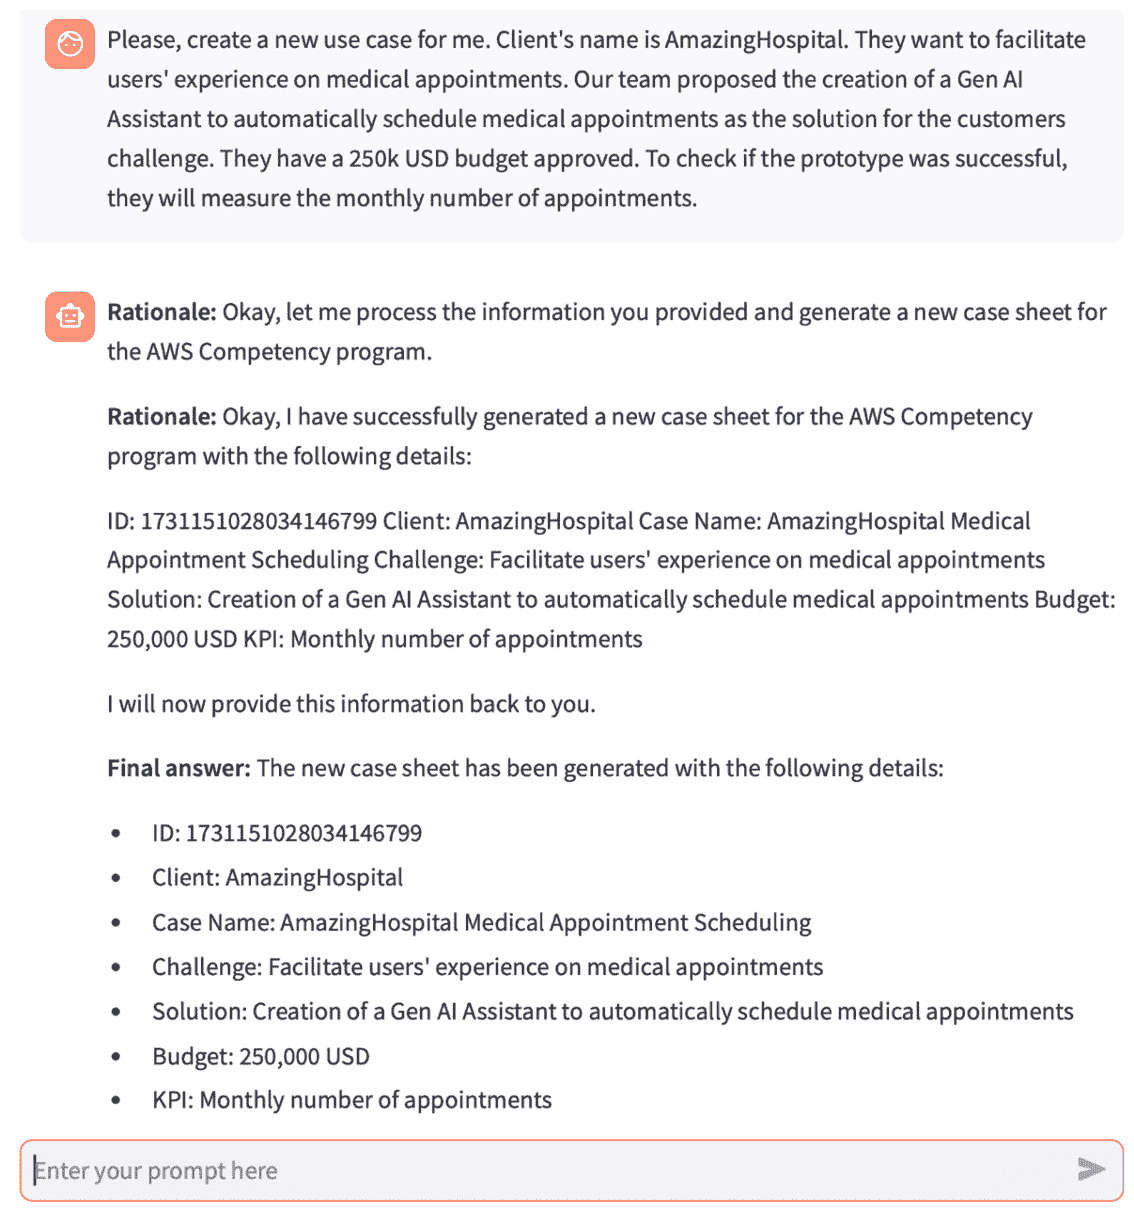 Please, create a new use case for me. Client's name is AmazingHospital. They want to facilitate
users' experience on medical appointments. Our team proposed the creation of a Gen AI
Assistant to automatically schedule medical appointments as the solution for the customers
challenge. They have a 250k USD budget approved. To check if the prototype was successful,
they will measure the monthly number of appointments.
Rationale: Okay, let me process the information you provided and generate a new case sheet for
the AWS Competency program.
Rationale: Okay, I have successfully generated a new case sheet for the AWS Competency
program with the following details:
ID: 1731151028034146799 Client: AmazingHospital Case Name: AmazingHospital Medical
Appointment Scheduling Challenge: Facilitate users' experience on medical appointments
Solution: Creation of a Gen AI Assistant to automatically schedule medical appointments Budget:
250,000 USD KPI: Monthly number of appointments
I will now provide this information back to you.
Final answer: The new case sheet has been generated with the following details:
• ID: 1731151028034146799
• Client: AmazingHospital
• Case Name: AmazingHospital Medical Appointment Scheduling
• Challenge: Facilitate users' experience on medical appointments
• Solution: Creation of a Gen AI Assistant to automatically schedule medical appointments
• Budget: 250,000 USD
• KPI: Monthly number of appointments
Enter your prompt here